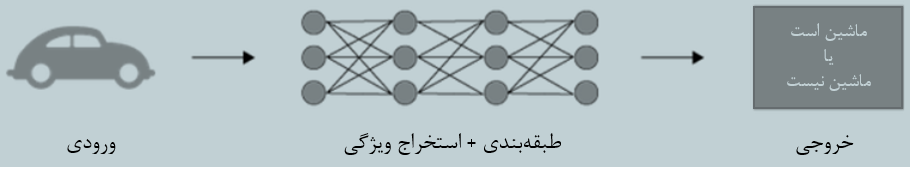 ماشین است
یا
ماشین نیست
ورودی
طبقه‌بندی + استخراج ویژگی
خروجی